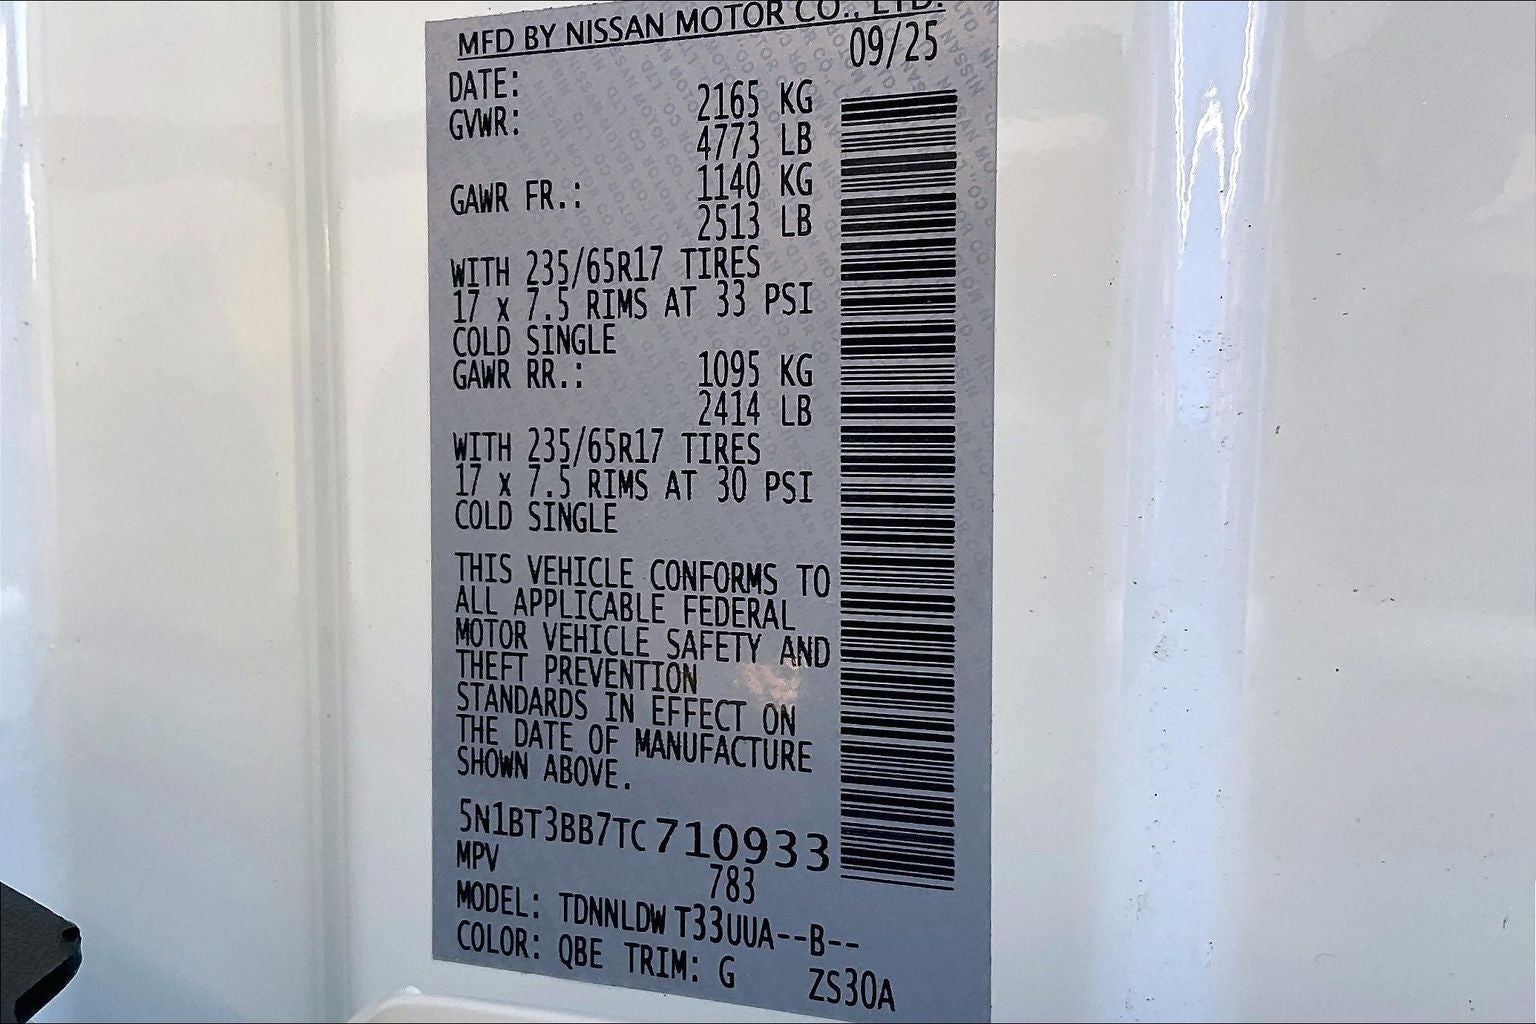 MFD BY NISSAN MOTOR CO., LTD.
DATE: 09/25
GVWR: 2165 KG
4773 LB
GAWR FR.: 1140 KG
2513 LB
WITH 235/65R17 TIRES
17 x 7.5 RIMS AT 33 PSI
COLD SINGLE
GAWR RR.: 1095 KG
2414 LB
WITH 235/65R17 TIRES
17 x 7.5 RIMS AT 30 PSI
COLD SINGLE
THIS VEHICLE CONFORMS TO
ALL APPLICABLE FEDERAL
MOTOR VEHICLE SAFETY AND
THEFT PREVENTION
STANDARDS IN EFFECT ON
THE DATE OF MANUFACTURE
SHOWN ABOVE.
5N1BT3BB7TC710933
MPV 783
MODEL: TDNNLDW T33UUA--B--
COLOR: QBE TRIM: G ZS30A